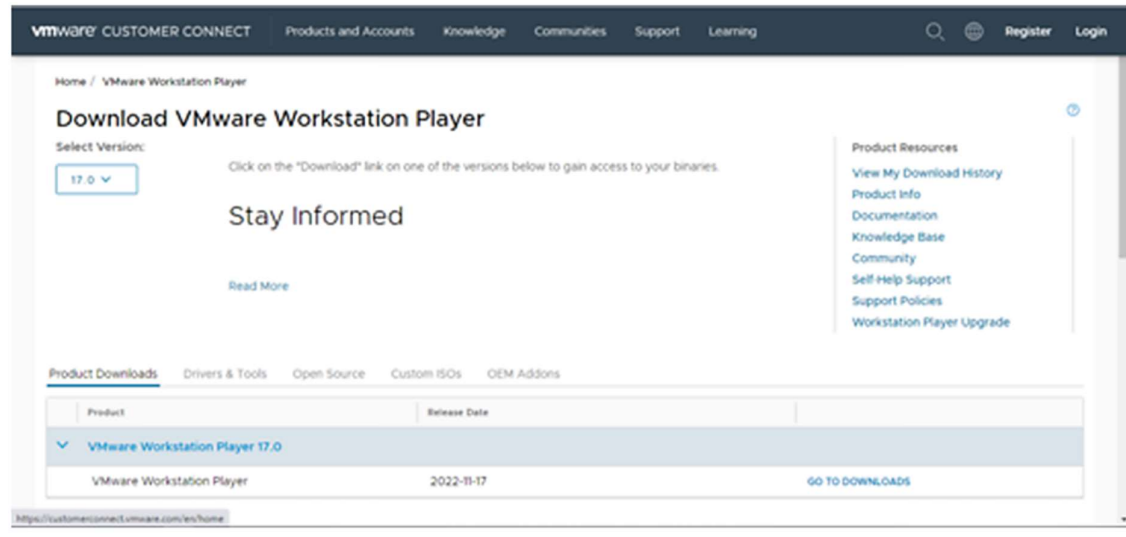 vmware CUSTOMER CONNECT Products and Accounts Knowledge Communities Support Learning Register Login
Home / VMware Workstation Player
Download VMware Workstation Player
Select Version:
17.0
Click on the "Download" link on one of the versions below to gain access to your binaries.
Stay Informed
Read More
Product Resources
View My Download History
Product Info
Documentation
Knowledge Base
Community
Self-Help Support
Support Policies
Workstation Player Upgrade
Product Downloads Drivers & Tools Open Source Custom ISOs OEM Addons
Product Release Date
VMware Workstation Player 17.0
VMware Workstation Player 2022-11-17 GO TO DOWNLOADS
https://customerconnect.vmware.com/en/home